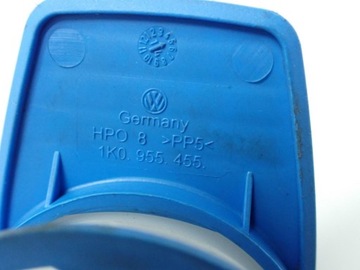 Germany
HPO 8 >PP5<
1K0. 955. 455.